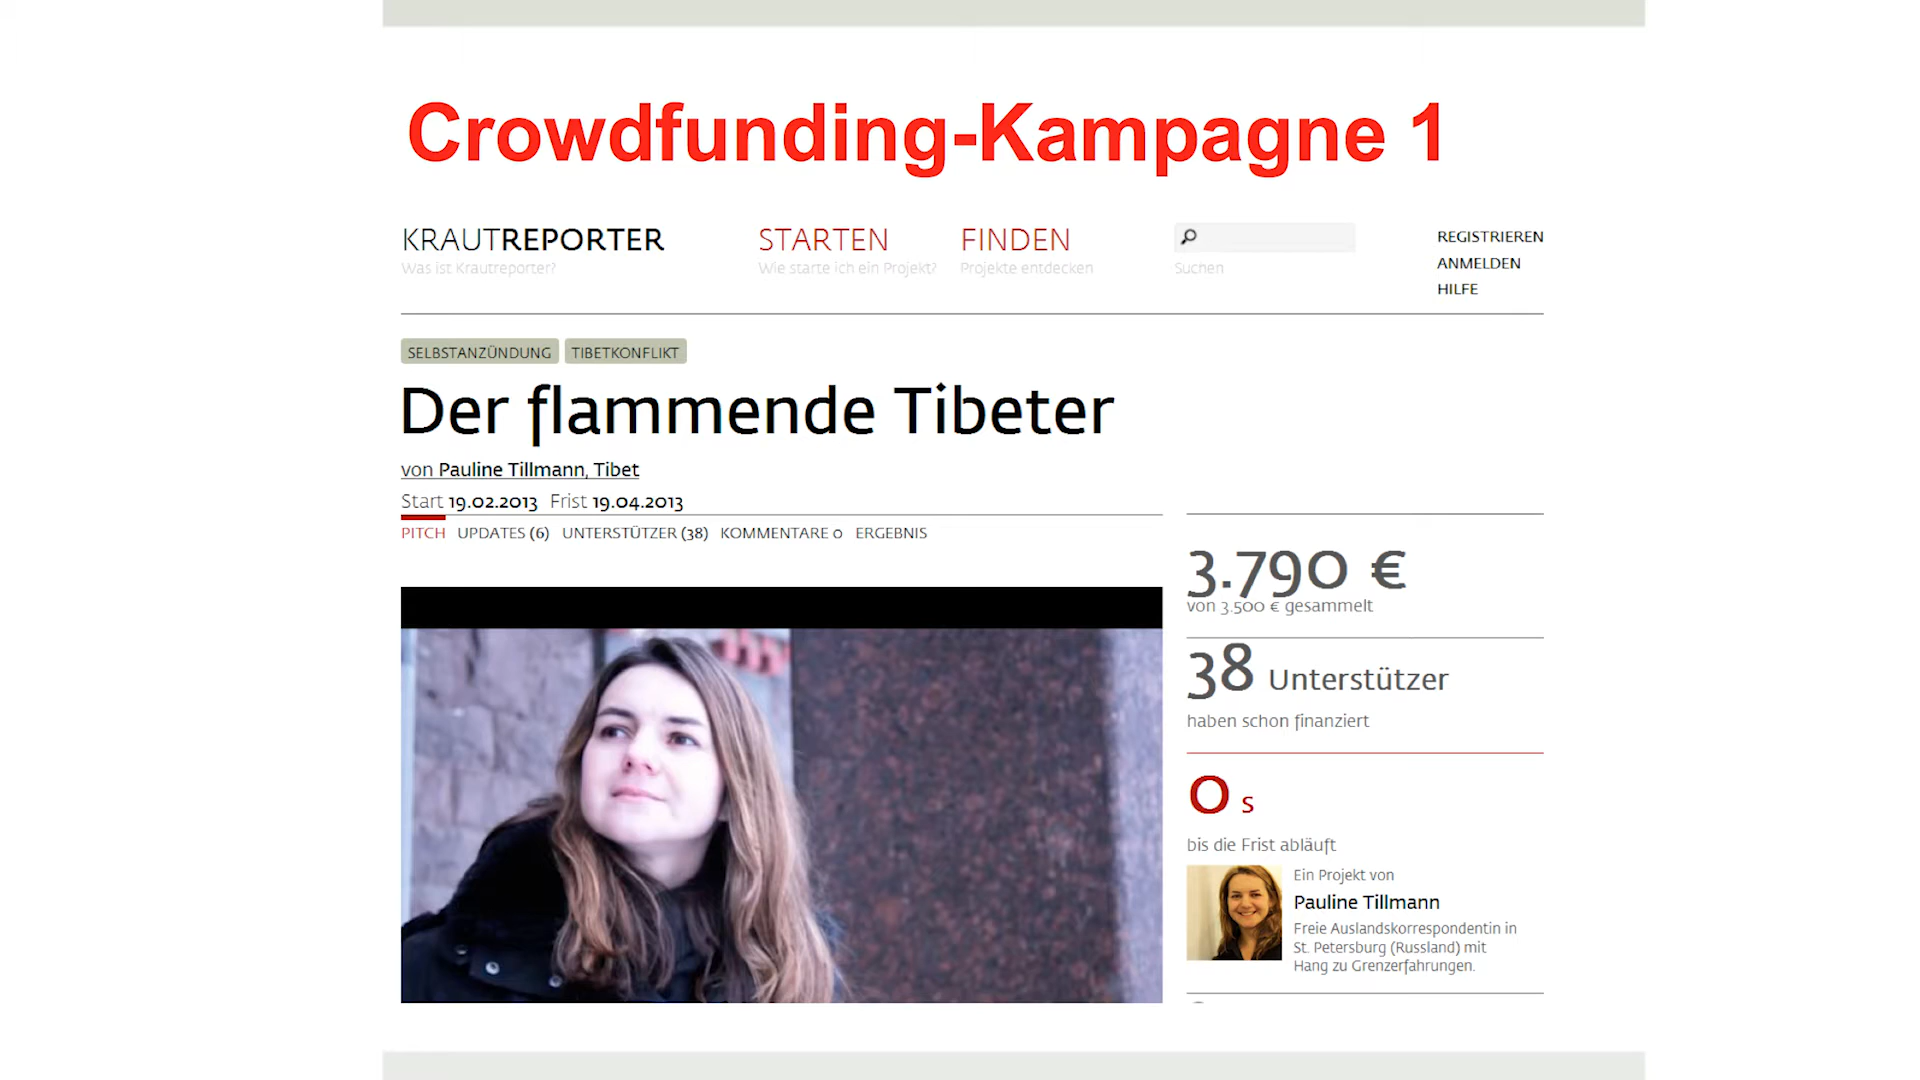 Crowdfunding-Kampagne 1
KRAUTREPORTER
Was ist Krautreporter?
STARTEN
Wie starte ich ein Projekt?
FINDEN
Projekte entdecken
Suchen
REGISTRIEREN
ANMELDEN
HILFE
SELBSTANZÜNDUNG TIBETKONFLIKT
Der flammende Tibeter
von Pauline Tillmann, Tibet
Start 19.02.2013 Frist 19.04.2013
PITCH UPDATES (6) UNTERSTÜTZER (38) KOMMENTARE 0 ERGEBNIS
3.790 €
von 3.500 € gesammelt
38 Unterstützer
haben schon finanziert
0 s
bis die Frist abläuft
Ein Projekt von
Pauline Tillmann
Freie Auslandskorrespondentin in
St. Petersburg (Russland) mit
Hang zu Grenzerfahrungen.